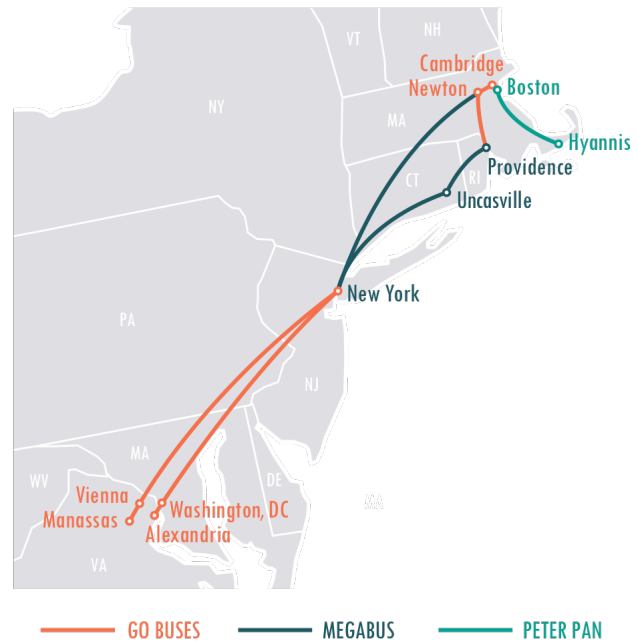 VT
NH
Cambridge
Newton
Boston
NY
MA
Hyannis
CT
RI
Providence
Uncasville
New York
PA
NJ
MA
WV
DE
Vienna
Washington, DC
MA
Manassas
Alexandria
VA
GO BUSES
MEGABUS
PETER PAN